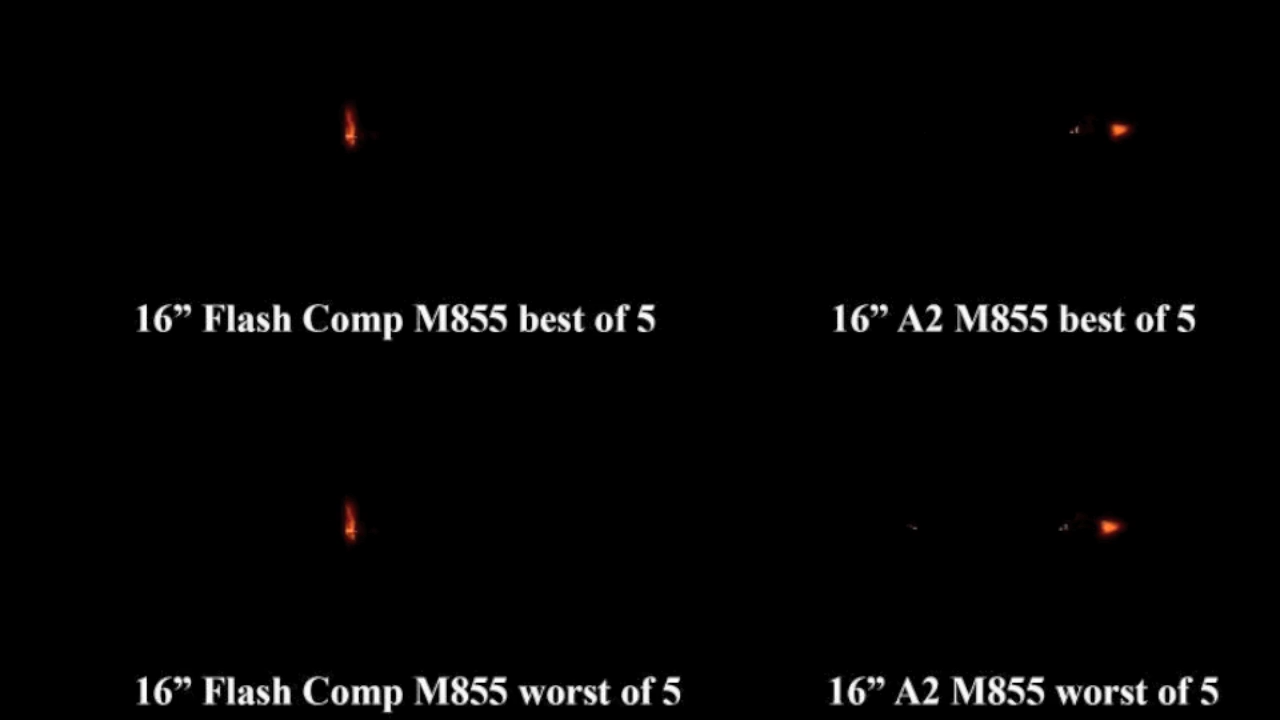 16” Flash Comp M855 best of 5
16” A2 M855 best of 5
16” Flash Comp M855 worst of 5
16” A2 M855 worst of 5